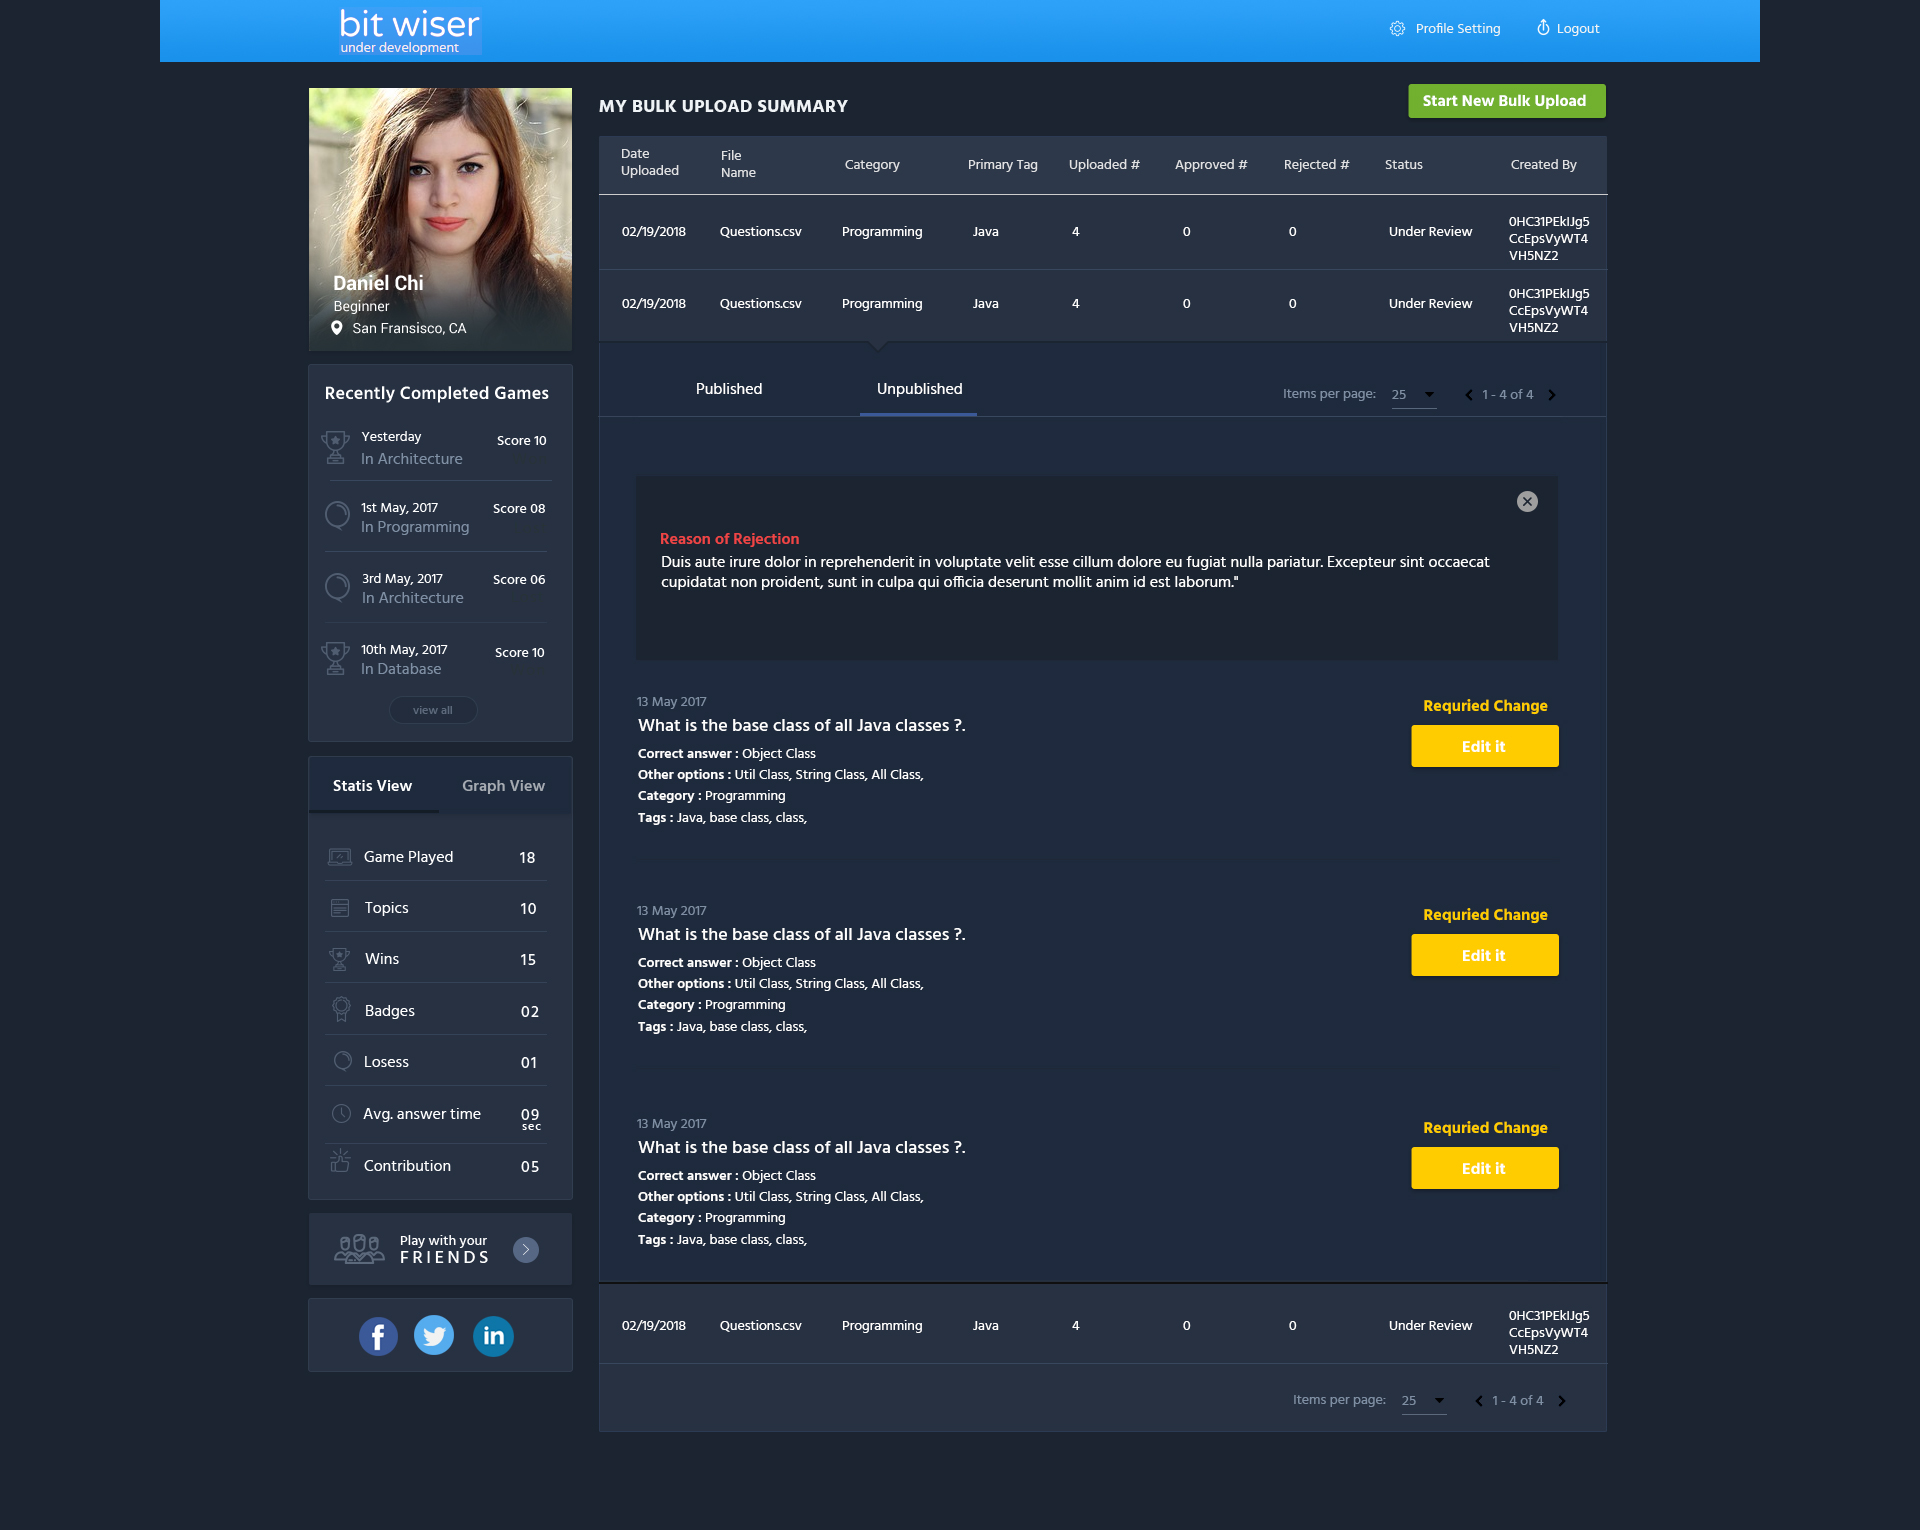 bit wiser
under development
Profile Setting
Logout
Daniel Chi
Beginner
San Fransisco, CA
Recently Completed Games
Yesterday
Score 10
In Architecture
1st May, 2017
Score 08
In Programming
3rd May, 2017
Score 06
In Architecture
10th May, 2017
Score 10
In Database
view all
Statis View
Graph View
Game Played 18
Topics 10
Wins 15
Badges 02
Losess 01
Avg. answer time 09
sec
Contribution 05
Play with your
FRIENDS
MY BULK UPLOAD SUMMARY
Start New Bulk Upload
Date
Uploaded
File
Name
Category
Primary Tag
Uploaded #
Approved #
Rejected #
Status
Created By
02/19/2018 Questions.csv Programming Java 4 0 0 Under Review 0HC31PEkIJg5
CcEpsVyWT4
VH5NZ2
02/19/2018 Questions.csv Programming Java 4 0 0 Under Review 0HC31PEkIJg5
CcEpsVyWT4
VH5NZ2
Published
Unpublished
Items per page: 25 1 - 4 of 4
Reason of Rejection
Duis aute irure dolor in reprehenderit in voluptate velit esse cillum dolore eu fugiat nulla pariatur. Excepteur sint occaecat
cupidatat non proident, sunt in culpa qui officia deserunt mollit anim id est laborum."
13 May 2017
What is the base class of all Java classes ?.
Correct answer : Object Class
Other options : Util Class, String Class, All Class,
Category : Programming
Tags : Java, base class, class,
Requried Change
Edit it
13 May 2017
What is the base class of all Java classes ?.
Correct answer : Object Class
Other options : Util Class, String Class, All Class,
Category : Programming
Tags : Java, base class, class,
Requried Change
Edit it
13 May 2017
What is the base class of all Java classes ?.
Correct answer : Object Class
Other options : Util Class, String Class, All Class,
Category : Programming
Tags : Java, base class, class,
Requried Change
Edit it
02/19/2018 Questions.csv Programming Java 4 0 0 Under Review 0HC31PEkIJg5
CcEpsVyWT4
VH5NZ2
Items per page: 25 1 - 4 of 4
f
in